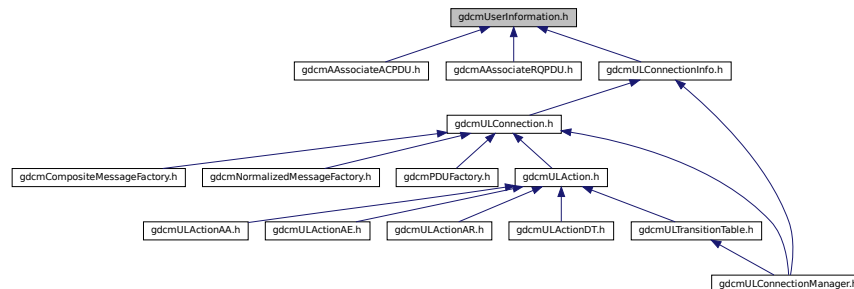 gdcmUserInformation.h
gdcmAAssociateACPDU.h
gdcmAAssociateRQPDU.h
gdcmULConnectionInfo.h
gdcmULConnection.h
gdcmCompositeMessageFactory.h
gdcmNormalizedMessageFactory.h
gdcmPDUFactory.h
gdcmULAction.h
gdcmULActionAA.h
gdcmULActionAE.h
gdcmULActionAR.h
gdcmULActionDT.h
gdcmULTransitionTable.h
gdcmULConnectionManager.h